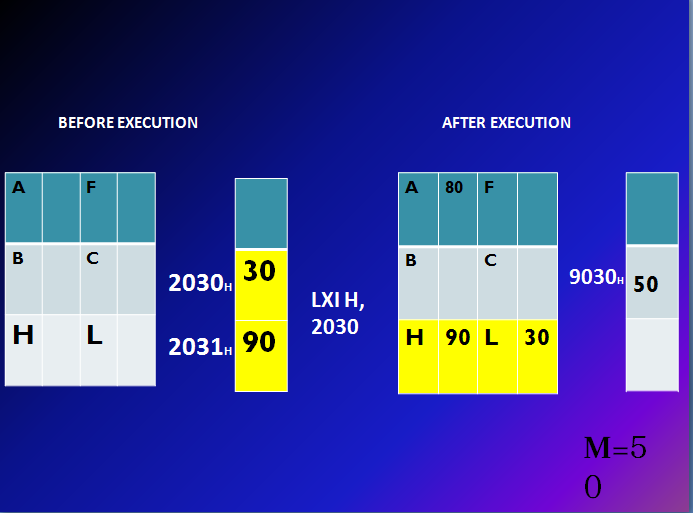 BEFORE EXECUTION
AFTER EXECUTION
A F
B C
H L
2030H 30
2031H 90
LXI H,
2030
A 80 F
B C
H 90 L 30
9030H 50
M=5
0